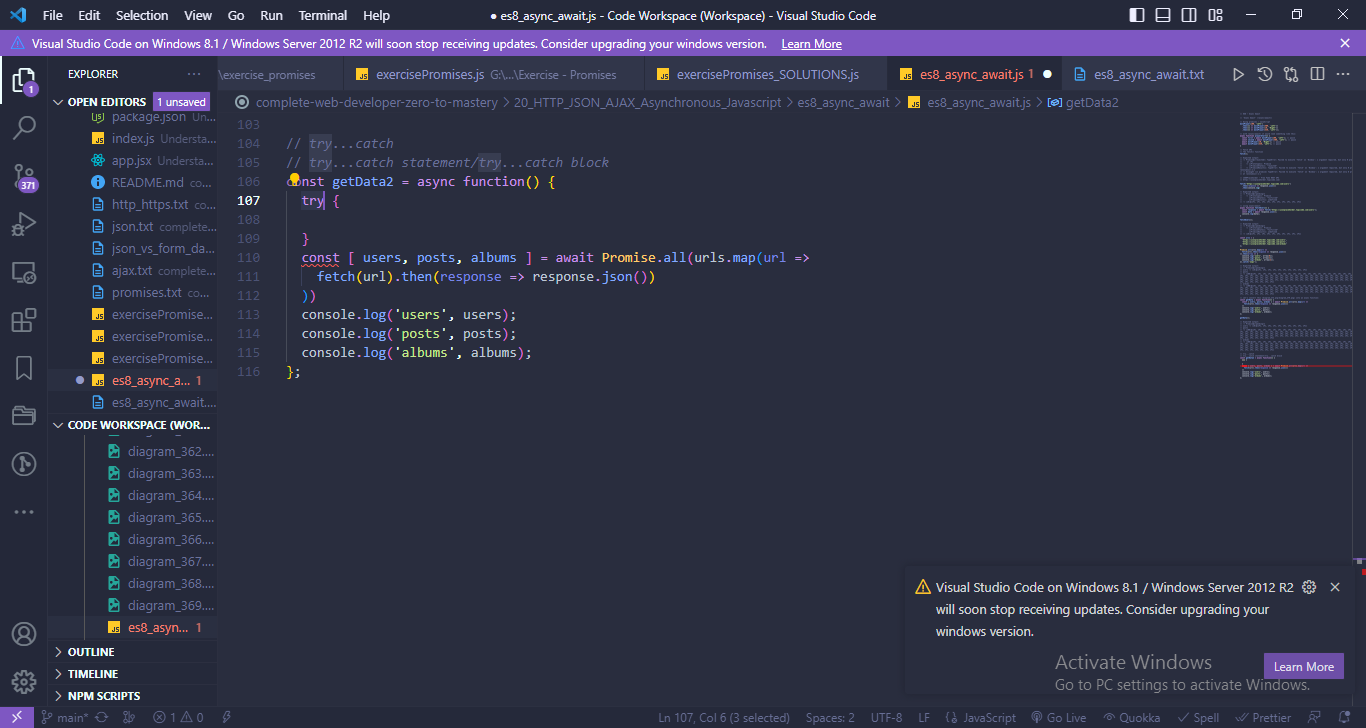 File Edit Selection View Go Run Terminal Help
● es8_async_await.js - Code Workspace (Workspace) - Visual Studio Code
Visual Studio Code on Windows 8.1 / Windows Server 2012 R2 will soon stop receiving updates. Consider upgrading your windows version. Learn More
EXPLORER ...
\exercise_promises
exercisePromises.js G:\...\Exercise - Promises
exercisePromises_SOLUTIONS.js
es8_async_await.js 1 ●
es8_async_await.txt
1
371
OPEN EDITORS 1 unsaved
package.json Un...
index.js Understa...
app.jsx Understa...
README.md co...
http_https.txt co...
json.txt complete...
json_vs_form_da...
ajax.txt complete...
promises.txt co...
exercisePromise...
exercisePromise...
exercisePromise...
es8_async_a... 1
es8_async_await....
CODE WORKSPACE (WOR...
diagram_362....
diagram_363....
diagram_364....
diagram_365....
diagram_366....
diagram_367....
diagram_368....
diagram_369....
es8_asyn... 1
OUTLINE
TIMELINE
NPM SCRIPTS
complete-web-developer-zero-to-mastery > 20_HTTP_JSON_AJAX_Asynchronous_Javascript > es8_async_await > es8_async_await.js > getData2
103
104 // try...catch
105 // try...catch statement/try...catch block
106 const getData2 = async function() {
107 try {
108
109 }
110 const [ users, posts, albums ] = await Promise.all(urls.map(url =>
111 fetch(url).then(response => response.json())
112 ))
113 console.log('users', users);
114 console.log('posts', posts);
115 console.log('albums', albums);
116 };
Visual Studio Code on Windows 8.1 / Windows Server 2012 R2
will soon stop receiving updates. Consider upgrading your
windows version.
Learn More
Activate Windows
Go to PC settings to activate Windows.
main* 1 0 Ln 107, Col 6 (3 selected) Spaces: 2 UTF-8 LF {} JavaScript Go Live Quokka Spell Prettier